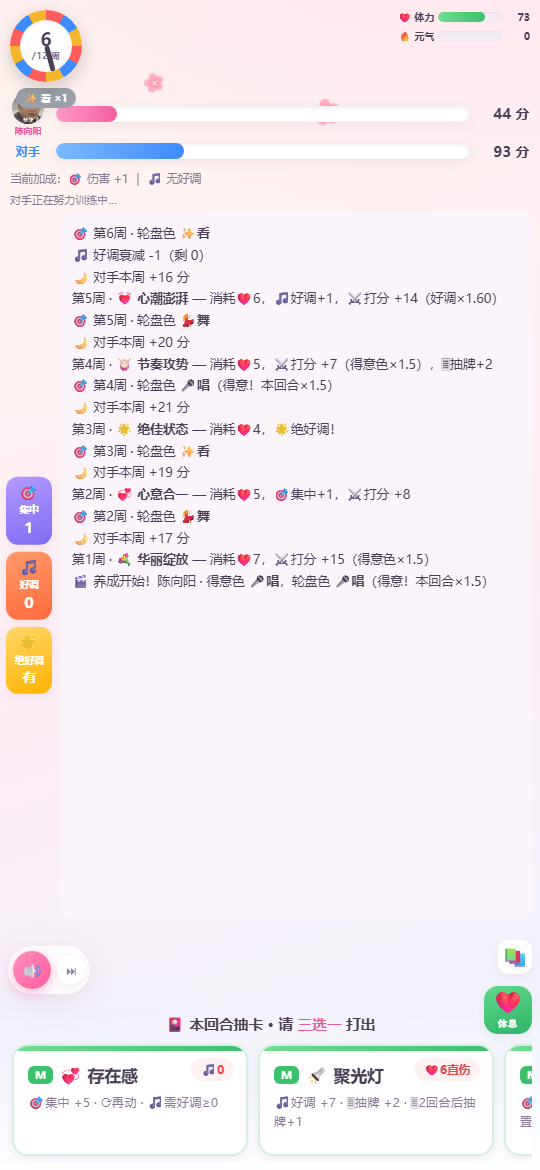 6
/12周
体力 73
元气 0
看 ×1
陈向阳
44 分
对手 93 分
当前加成: 伤害 +1 | 无好调
对手正在努力训练中...
第6周 · 轮盘色 看
好调衰减 -1（剩 0）
对手本周 +16 分
第5周 · 心潮澎湃 — 消耗6, 好调+1, 打分 +14（好调×1.60）
第5周 · 轮盘色 舞
对手本周 +20 分
第4周 · 节奏攻势 — 消耗5, 打分 +7（得意色×1.5）, 抽牌+2
第4周 · 轮盘色 唱（得意！本回合×1.5）
对手本周 +21 分
第3周 · 绝佳状态 — 消耗4, 绝好调!
第3周 · 轮盘色 看
对手本周 +19 分
第2周 · 心意合一 — 消耗5, 集中+1, 打分 +8
第2周 · 轮盘色 舞
对手本周 +17 分
第1周 · 华丽绽放 — 消耗7, 打分 +15（得意色×1.5）
养成开始！陈向阳 · 得意色 唱, 轮盘色 唱（得意！本回合×1.5）
集中
1
好调
0
绝好调
有
休息
本回合抽卡 • 请 三选一 打出
M 存在感 0
集中 +5 · 再动 · 需好调≥0
M 聚光灯 6直伤
好调 +7 · 抽牌 +2 · 2回合后抽
牌+1
置